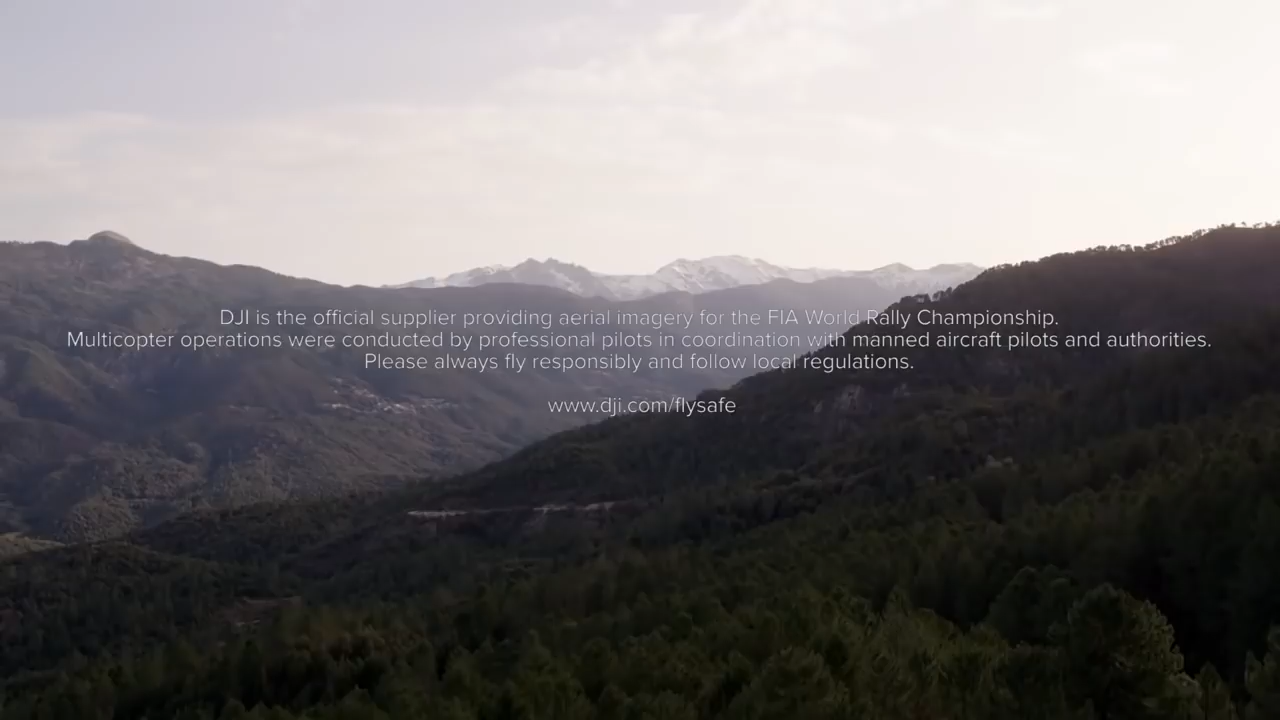 DJI is the official supplier providing aerial imagery for the FIA World Rally Championship.
Multicopter operations were conducted by professional pilots in coordination with manned aircraft pilots and authorities.
Please always fly responsibly and follow local regulations.
www.dji.com/flysafe